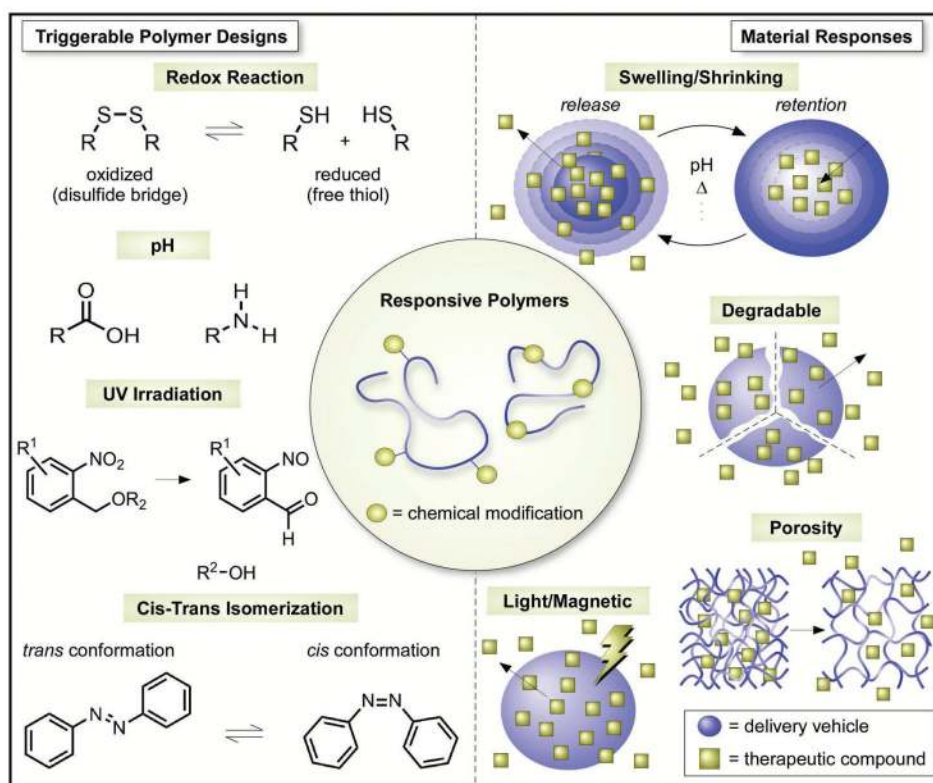 Triggerable Polymer Designs
Redox Reaction
S–S
R R
SH HS
R + R
oxidized
(disulfide bridge)
reduced
(free thiol)
pH
O
R OH
H
N
R H
UV Irradiation
R¹
NO₂
OR₂
R¹
NO
O
H
R²–OH
Cis-Trans Isomerization
trans conformation
cis conformation
N=N
N=N
Responsive Polymers
= chemical modification
Material Responses
Swelling/Shrinking
release
retention
pH
Δ
⋮
Degradable
Porosity
Light/Magnetic
= delivery vehicle
= therapeutic compound